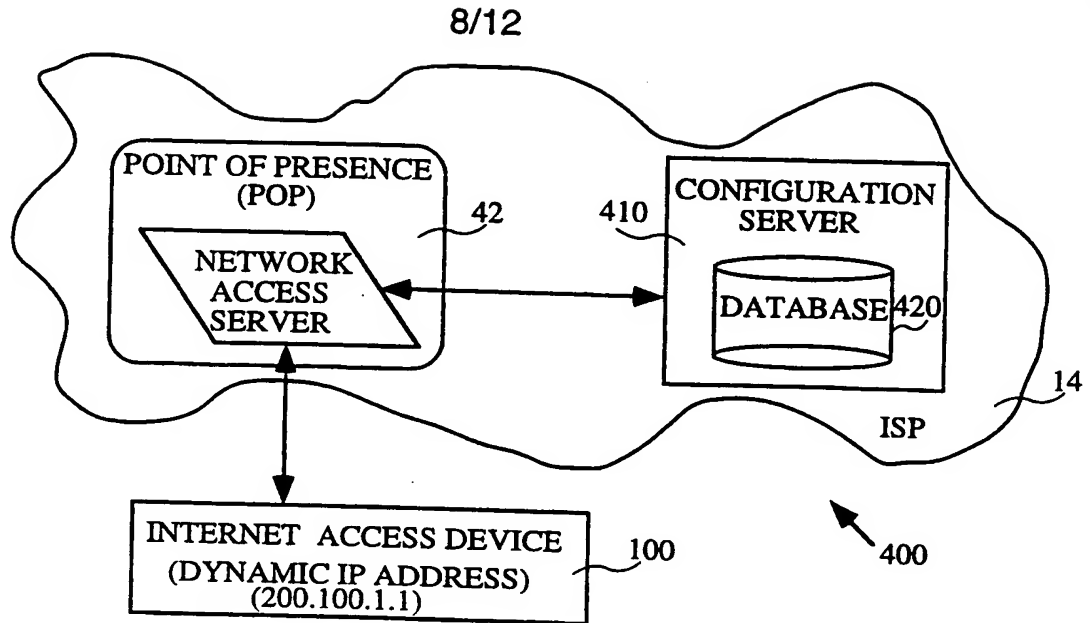 8/12
POINT OF PRESENCE
(POP)
42
NETWORK
ACCESS
SERVER
410
CONFIGURATION
SERVER
DATABASE
420
14
ISP
INTERNET ACCESS DEVICE
(DYNAMIC IP ADDRESS)
(200.100.1.1)
100
400